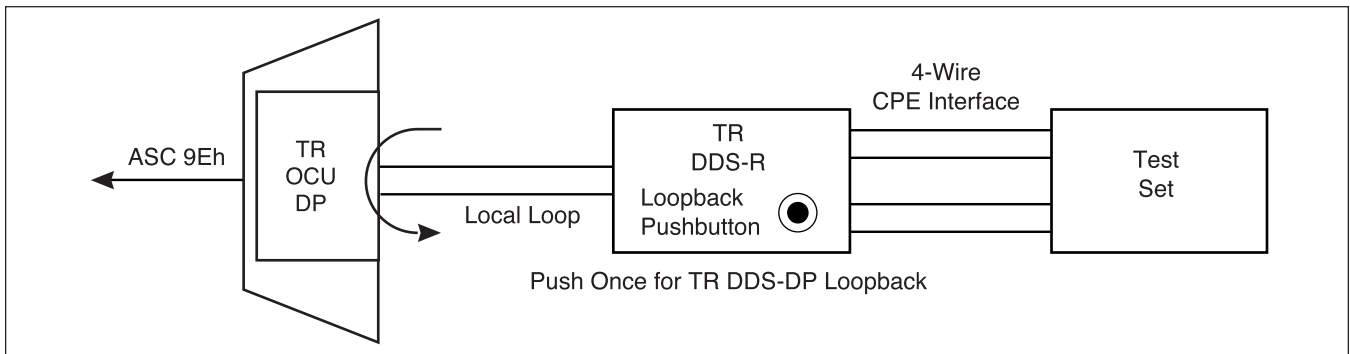 ASC 9Eh
TR
OCU
DP
Local Loop
TR
DDS-R
Loopback
Pushbutton
4-Wire
CPE Interface
Test
Set
Push Once for TR DDS-DP Loopback